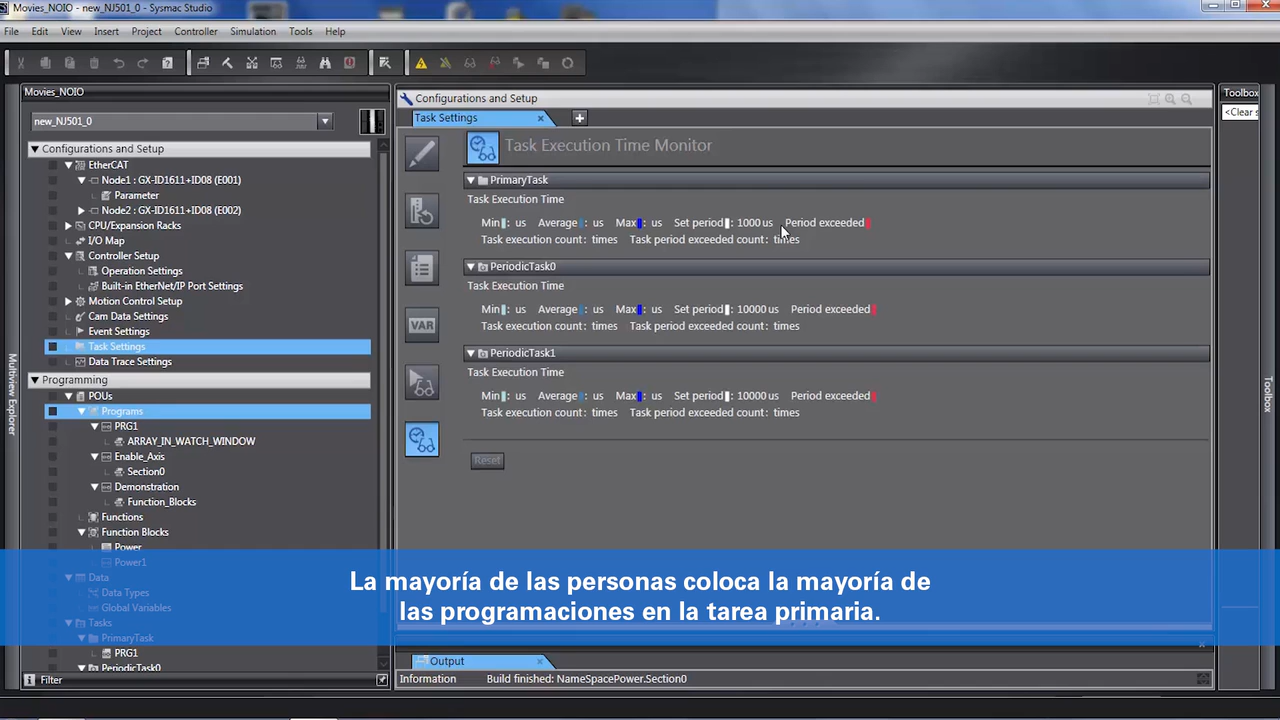 Movies_NOIO - new_NJ501_0 - Sysmac Studio
File Edit View Insert Project Controller Simulation Tools Help
Movies_NOIO
new_NJ501_0
Configurations and Setup
EtherCAT
Node1 : GX-ID1611+ID08 (E001)
Parameter
Node2 : GX-ID1611+ID08 (E002)
CPU/Expansion Racks
I/O Map
Controller Setup
Operation Settings
Built-in EtherNet/IP Port Settings
Motion Control Setup
Cam Data Settings
Event Settings
Task Settings
Data Trace Settings
Programming
POUs
Programs
PRG1
ARRAY_IN_WATCH_WINDOW
Enable_Axis
Section0
Demonstration
Function_Blocks
Functions
Function Blocks
Power
Power1
Data
Data Types
Global Variables
Tasks
PrimaryTask
PRG1
PeriodicTask0
Filter
Multiview Explorer
Configurations and Setup
Task Settings
VAR
Task Execution Time Monitor
PrimaryTask
Task Execution Time
Min : us Average : us Max : us Set period : 1000 us Period exceeded
Task execution count : times Task period exceeded count : times
PeriodicTask0
Task Execution Time
Min : us Average : us Max : us Set period : 10000 us Period exceeded
Task execution count : times Task period exceeded count : times
PeriodicTask1
Task Execution Time
Min : us Average : us Max : us Set period : 10000 us Period exceeded
Task execution count : times Task period exceeded count : times
Reset
Toolbox
<Clear s
Toolbox
La mayoría de las personas coloca la mayoría de
las programaciones en la tarea primaria.
Output
Information Build finished: NameSpacePower.Section0